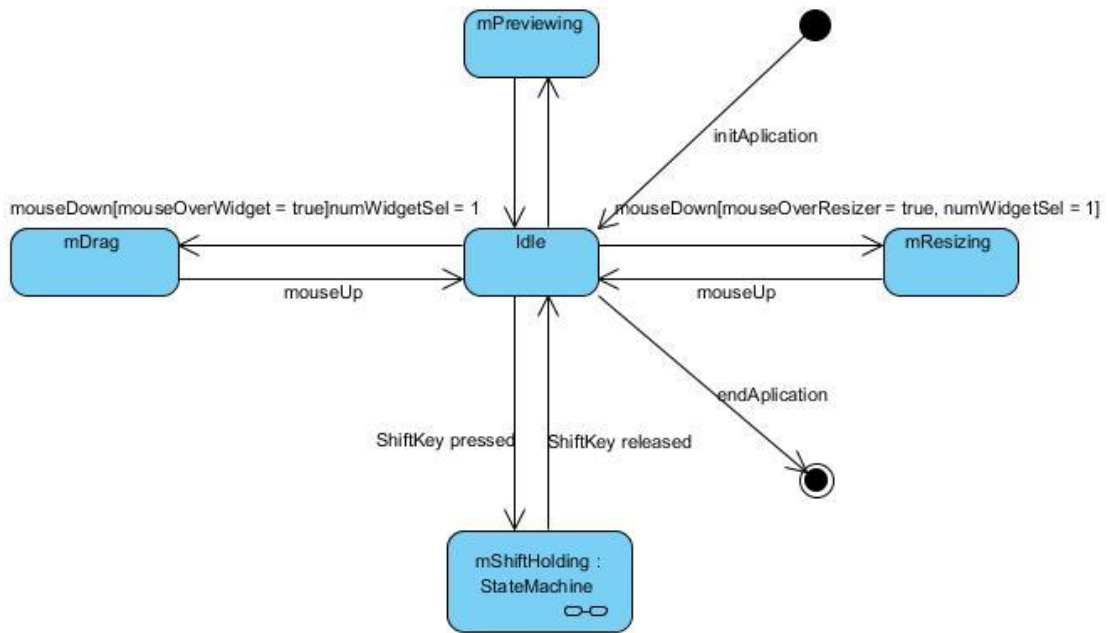 mPreviewing
initAplication
mouseDown[mouseOverWidget = true]numWidgetSel = 1
mouseDown[mouseOverResizer = true, numWidgetSel = 1]
mDrag
Idle
mResizing
mouseUp
mouseUp
endAplication
ShiftKey pressed
ShiftKey released
mShiftHolding :
StateMachine